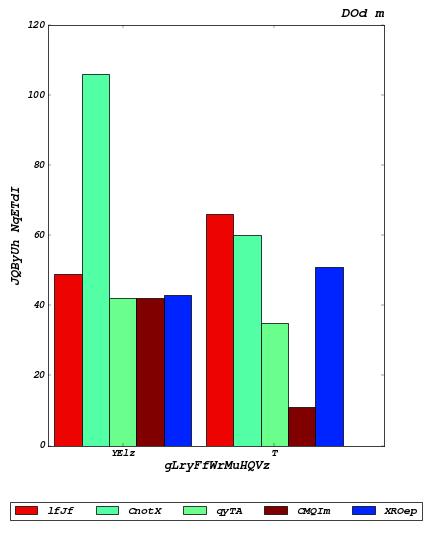 DOd m
120
100
80
60
40
20
0
JQByUh NqETdI
YElz T
gLryFfWrMuHQVz
lfJf CnotX qyTA CMQIm XROep